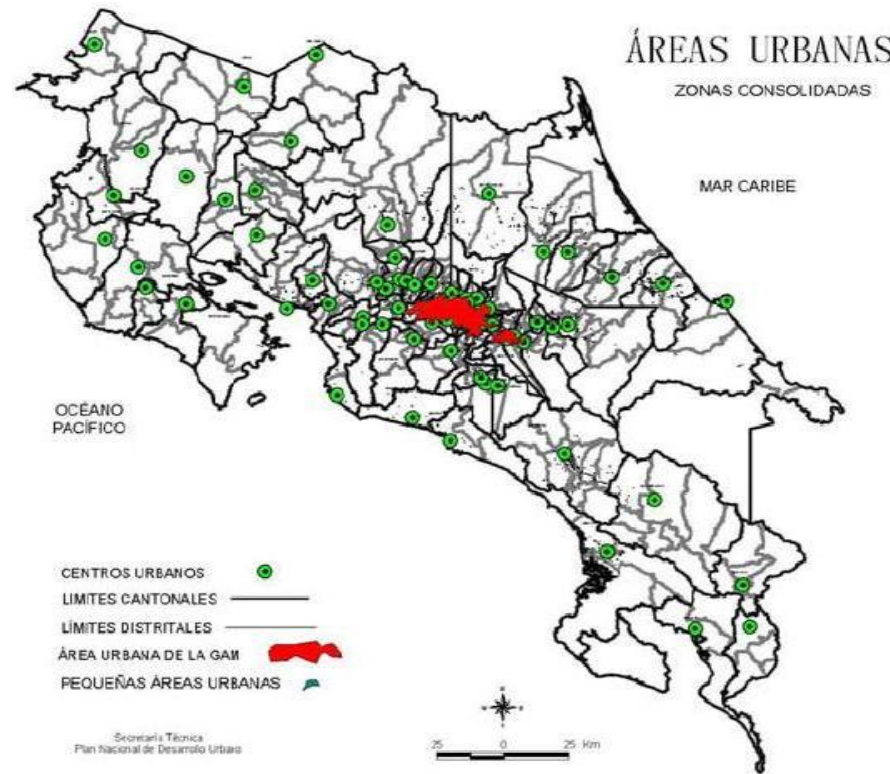 ÁREAS URBANAS
ZONAS CONSOLIDADAS
MAR CARIBE
OCÉANO
PACÍFICO
CENTROS URBANOS
LIMITES CANTONALES
LÍMITES DISTRITALES
ÁREA URBANA DE LA GAM
PEQUEÑAS ÁREAS URBANAS
Secretaría Técnica
Plan Nacional de Desarrollo Urbano
25 0 25 Km